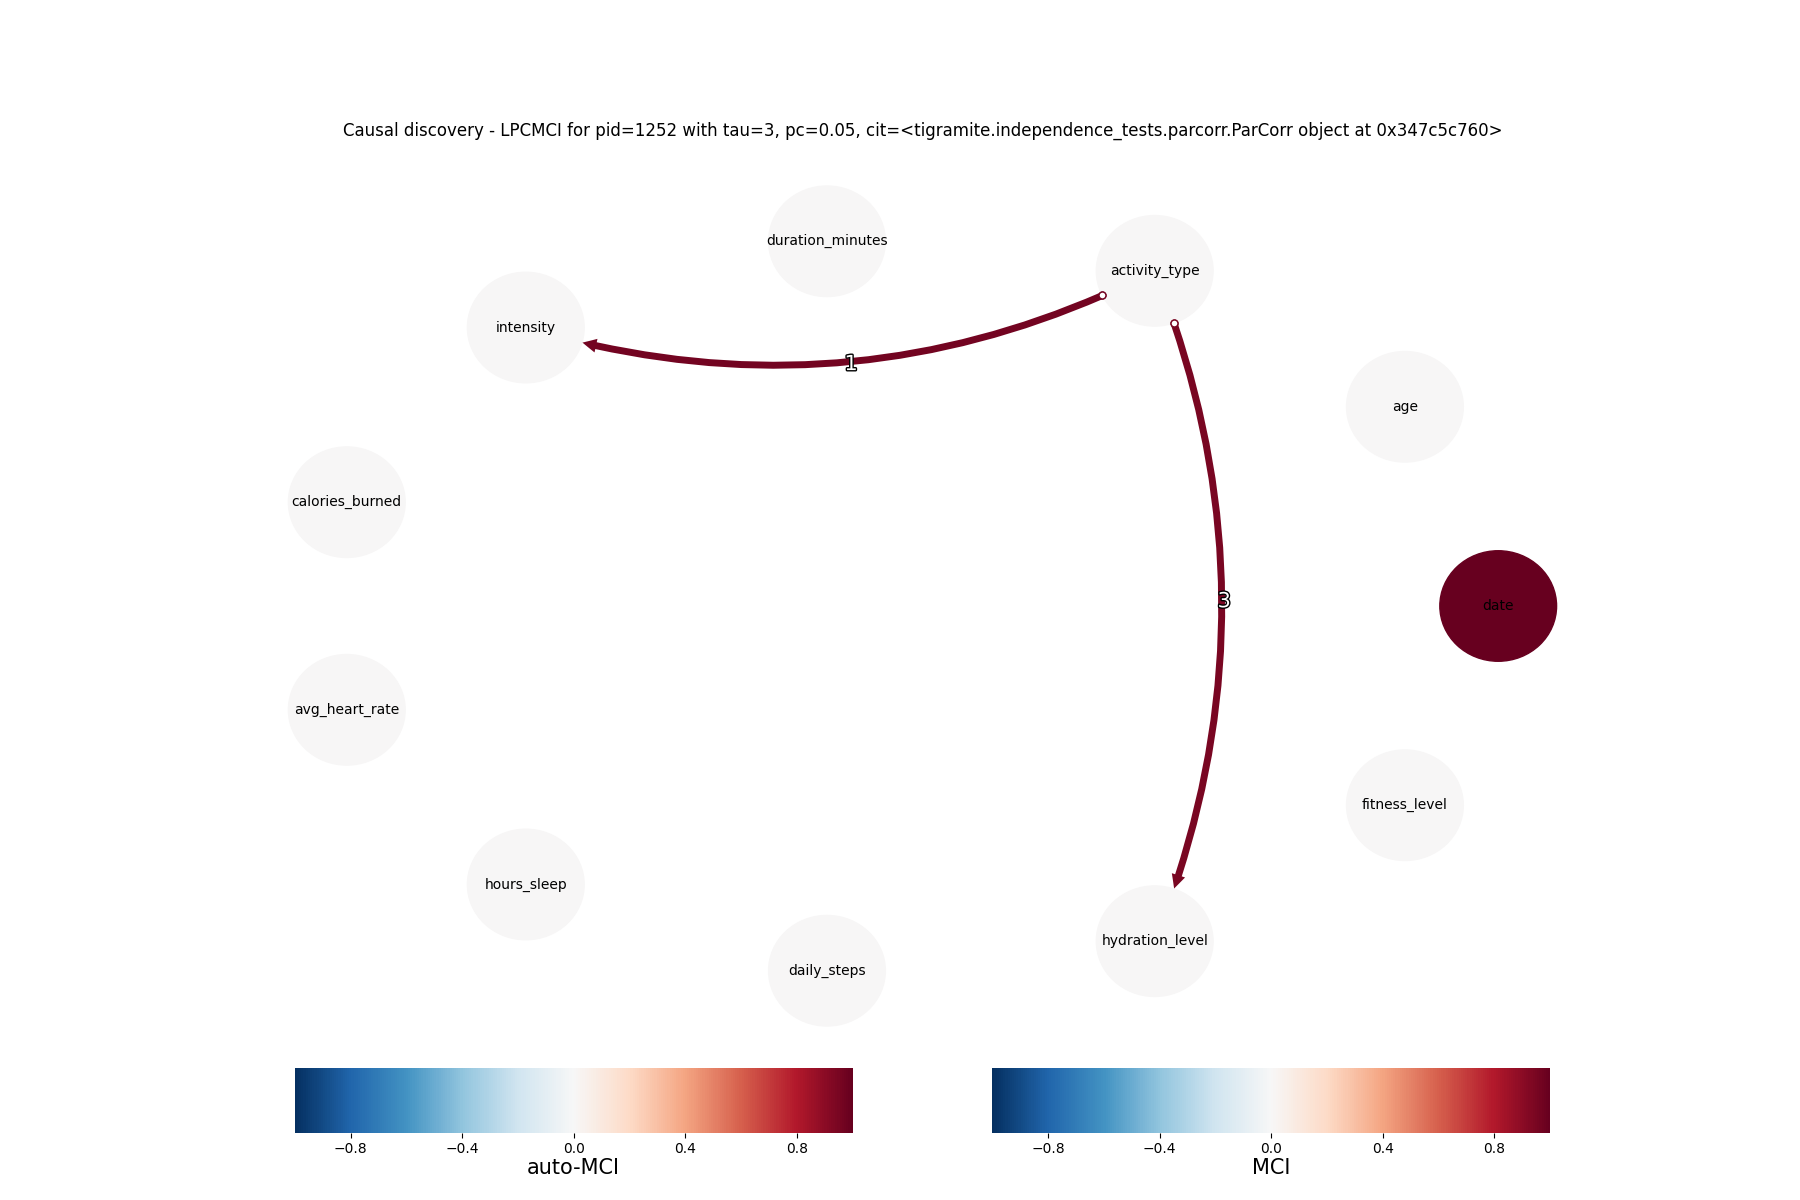 Causal discovery - LPCMCI for pid=1252 with tau=3, pc=0.05, cit=<tigramite.independence_tests.parcorr.ParCorr object at 0x347c5c760>
duration_minutes
activity_type
intensity
1
age
calories_burned
3
date
avg_heart_rate
fitness_level
hours_sleep
hydration_level
daily_steps
−0.8 −0.4 0.0 0.4 0.8
auto-MCI
−0.8 −0.4 0.0 0.4 0.8
MCI